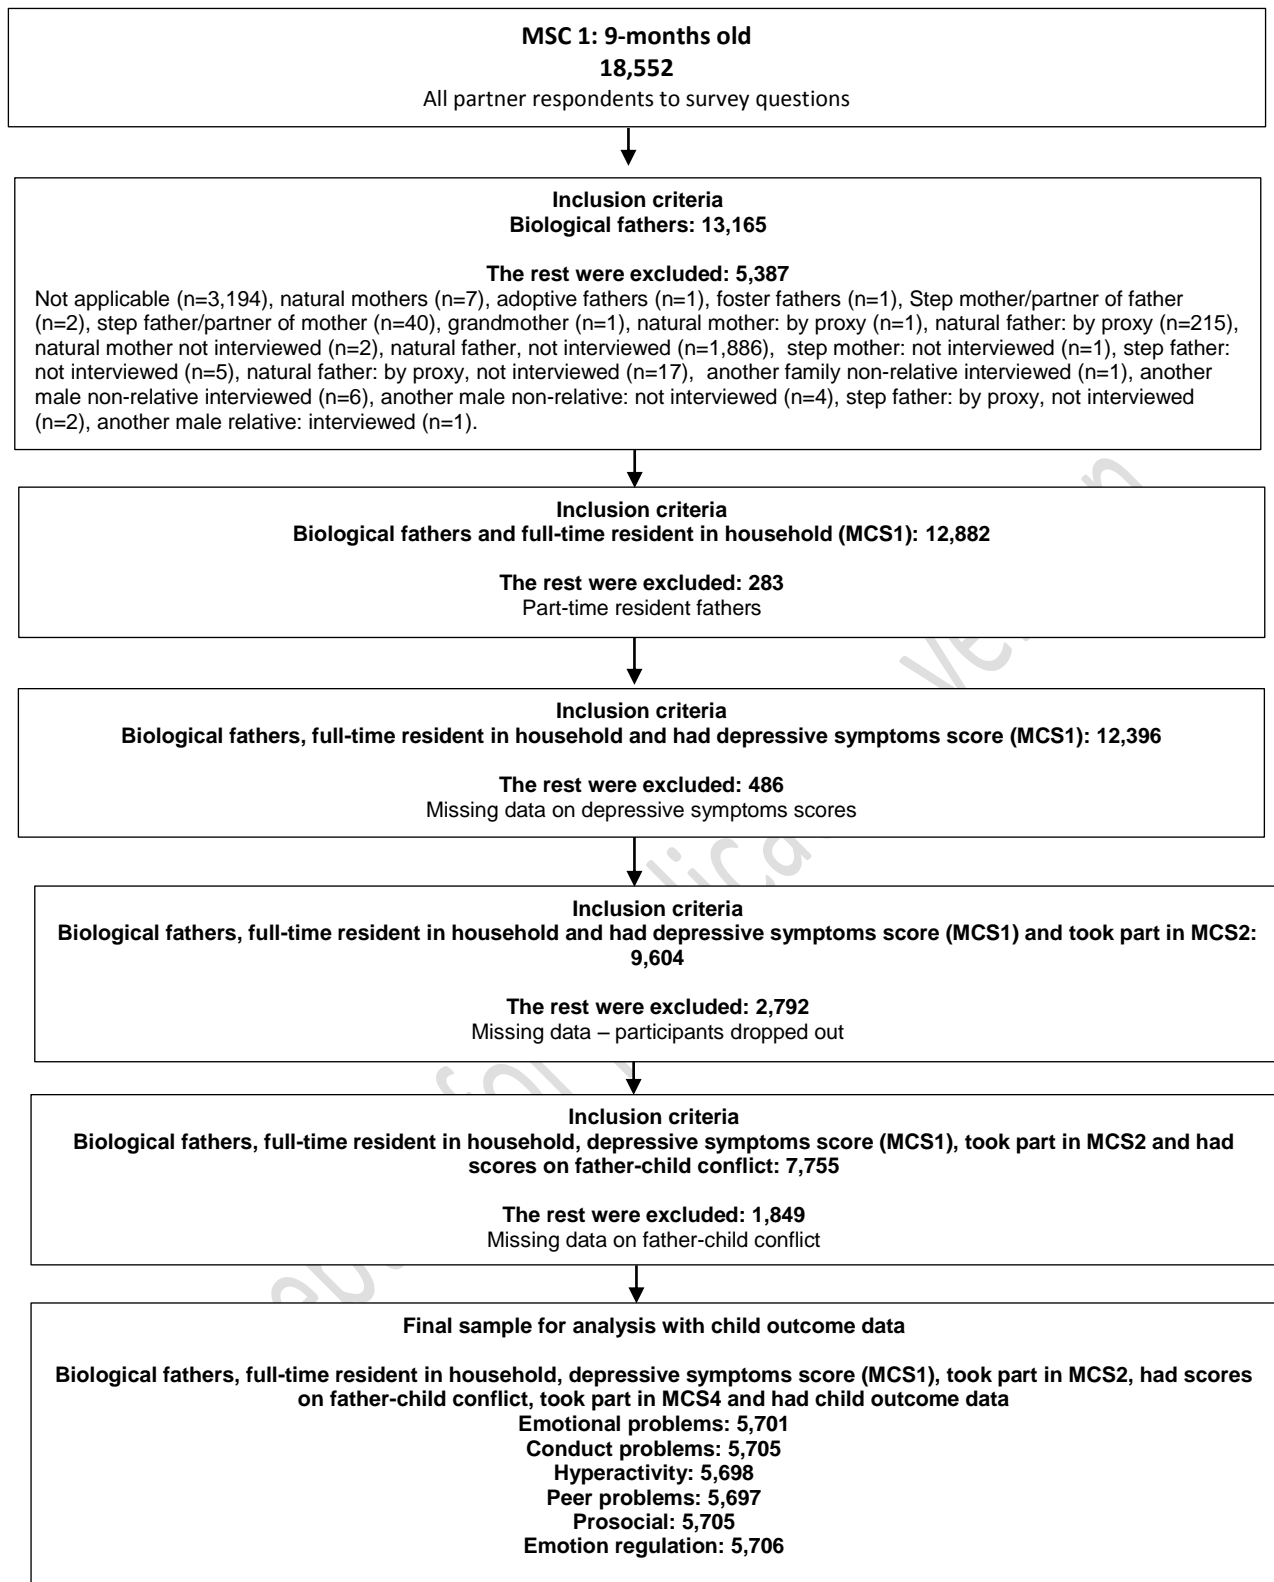 MSC 1: 9-months old
18,552
All partner respondents to survey questions
Inclusion criteria
Biological fathers: 13,165
The rest were excluded: 5,387
Not applicable (n=3,194), natural mothers (n=7), adoptive fathers (n=1), foster fathers (n=1), Step mother/partner of father
(n=2), step father/partner of mother (n=40), grandmother (n=1), natural mother: by proxy (n=1), natural father: by proxy (n=215),
natural mother not interviewed (n=2), natural father, not interviewed (n=1,886), step mother: not interviewed (n=1), step father:
not interviewed (n=5), natural father: by proxy, not interviewed (n=17), another family non-relative interviewed (n=1), another
male non-relative interviewed (n=6), another male non-relative: not interviewed (n=4), step father: by proxy, not interviewed
(n=2), another male relative: interviewed (n=1).
Inclusion criteria
Biological fathers and full-time resident in household (MCS1): 12,882
The rest were excluded: 283
Part-time resident fathers
Inclusion criteria
Biological fathers, full-time resident in household and had depressive symptoms score (MCS1): 12,396
The rest were excluded: 486
Missing data on depressive symptoms scores
Inclusion criteria
Biological fathers, full-time resident in household and had depressive symptoms score (MCS1) and took part in MCS2:
9,604
The rest were excluded: 2,792
Missing data – participants dropped out
Inclusion criteria
Biological fathers, full-time resident in household, depressive symptoms score (MCS1), took part in MCS2 and had
scores on father-child conflict: 7,755
The rest were excluded: 1,849
Missing data on father-child conflict
Final sample for analysis with child outcome data
Biological fathers, full-time resident in household, depressive symptoms score (MCS1), took part in MCS2, had scores
on father-child conflict, took part in MCS4 and had child outcome data
Emotional problems: 5,701
Conduct problems: 5,705
Hyperactivity: 5,698
Peer problems: 5,697
Prosocial: 5,705
Emotion regulation: 5,706